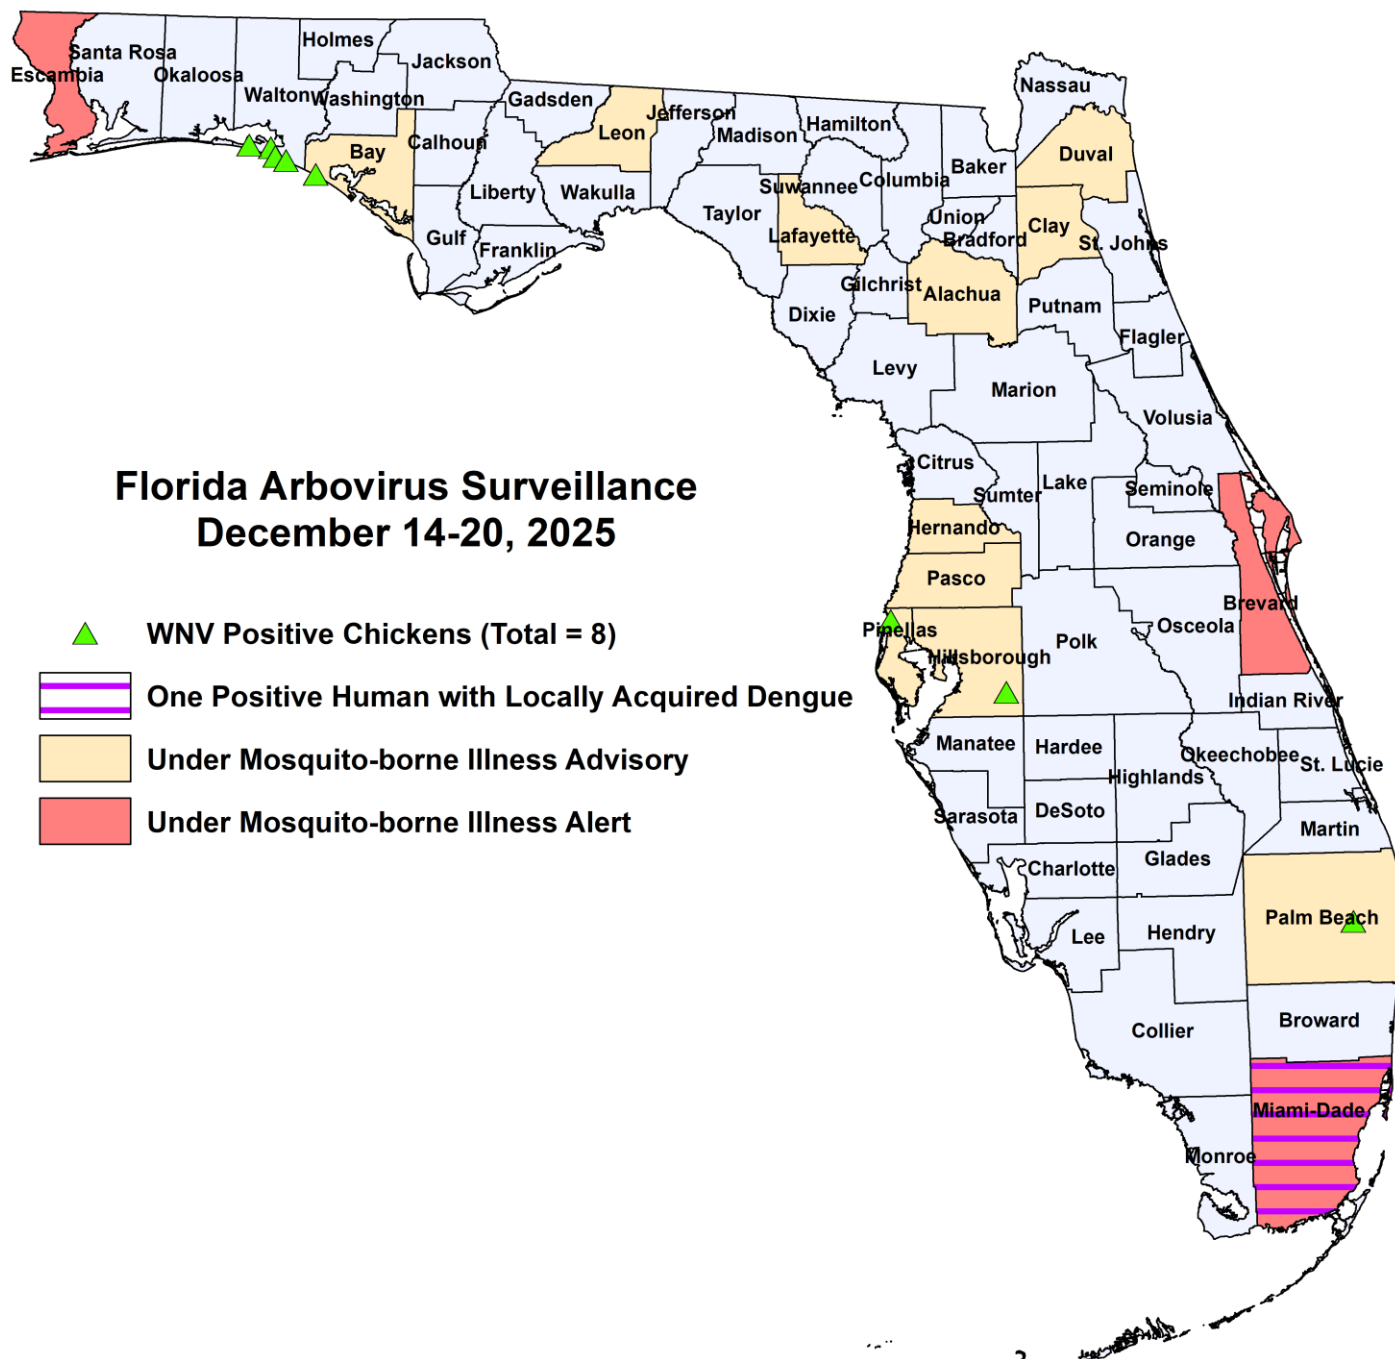 Holmes
Jackson
Santa Rosa
Escambia
Okaloosa
Walton
Washington
Gadsden
Leon
Jefferson
Madison
Hamilton
Nassau
Bay
Calhoun
Liberty
Wakulla
Taylor
Suwannee
Columbia
Baker
Duval
Gulf
Franklin
Lafayette
Union
Bradford
Clay
St. Johns
Dixie
Gilchrist
Alachua
Putnam
Flagler
Levy
Marion
Volusia
Citrus
Sumter
Lake
Seminole
Orange
Florida Arbovirus Surveillance
December 14-20, 2025
Hernando
Pasco
Brevard
Osceola
Pinellas
Hillsborough
Polk
WNV Positive Chickens (Total = 8)
One Positive Human with Locally Acquired Dengue
Under Mosquito-borne Illness Advisory
Under Mosquito-borne Illness Alert
Indian River
Manatee
Hardee
Highlands
Okeechobee
St. Lucie
Sarasota
DeSoto
Martin
Charlotte
Glades
Lee
Hendry
Palm Beach
Collier
Broward
Miami-Dade
Monroe